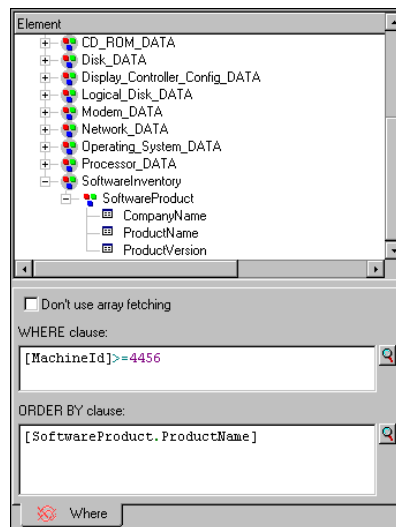 Element
CD_ROM_DATA
Disk_DATA
Display_Controller_Config_DATA
Logical_Disk_DATA
Modem_DATA
Network_DATA
Operating_System_DATA
Processor_DATA
SoftwareInventory
SoftwareProduct
CompanyName
ProductName
ProductVersion
Don't use array fetching
WHERE clause:
[MachineId]>=4456
ORDER BY clause:
[SoftwareProduct.ProductName]
Where